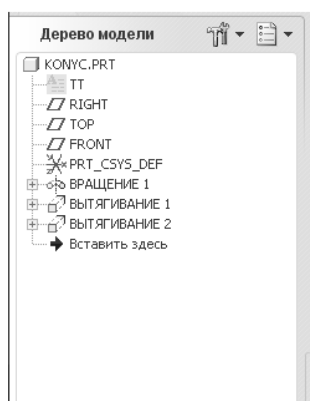 Дерево модели
KONYC.PRT
TT
RIGHT
TOP
FRONT
PRT_CSYS_DEF
ВРАЩЕНИЕ 1
ВЫТЯГИВАНИЕ 1
ВЫТЯГИВАНИЕ 2
Вставить здесь